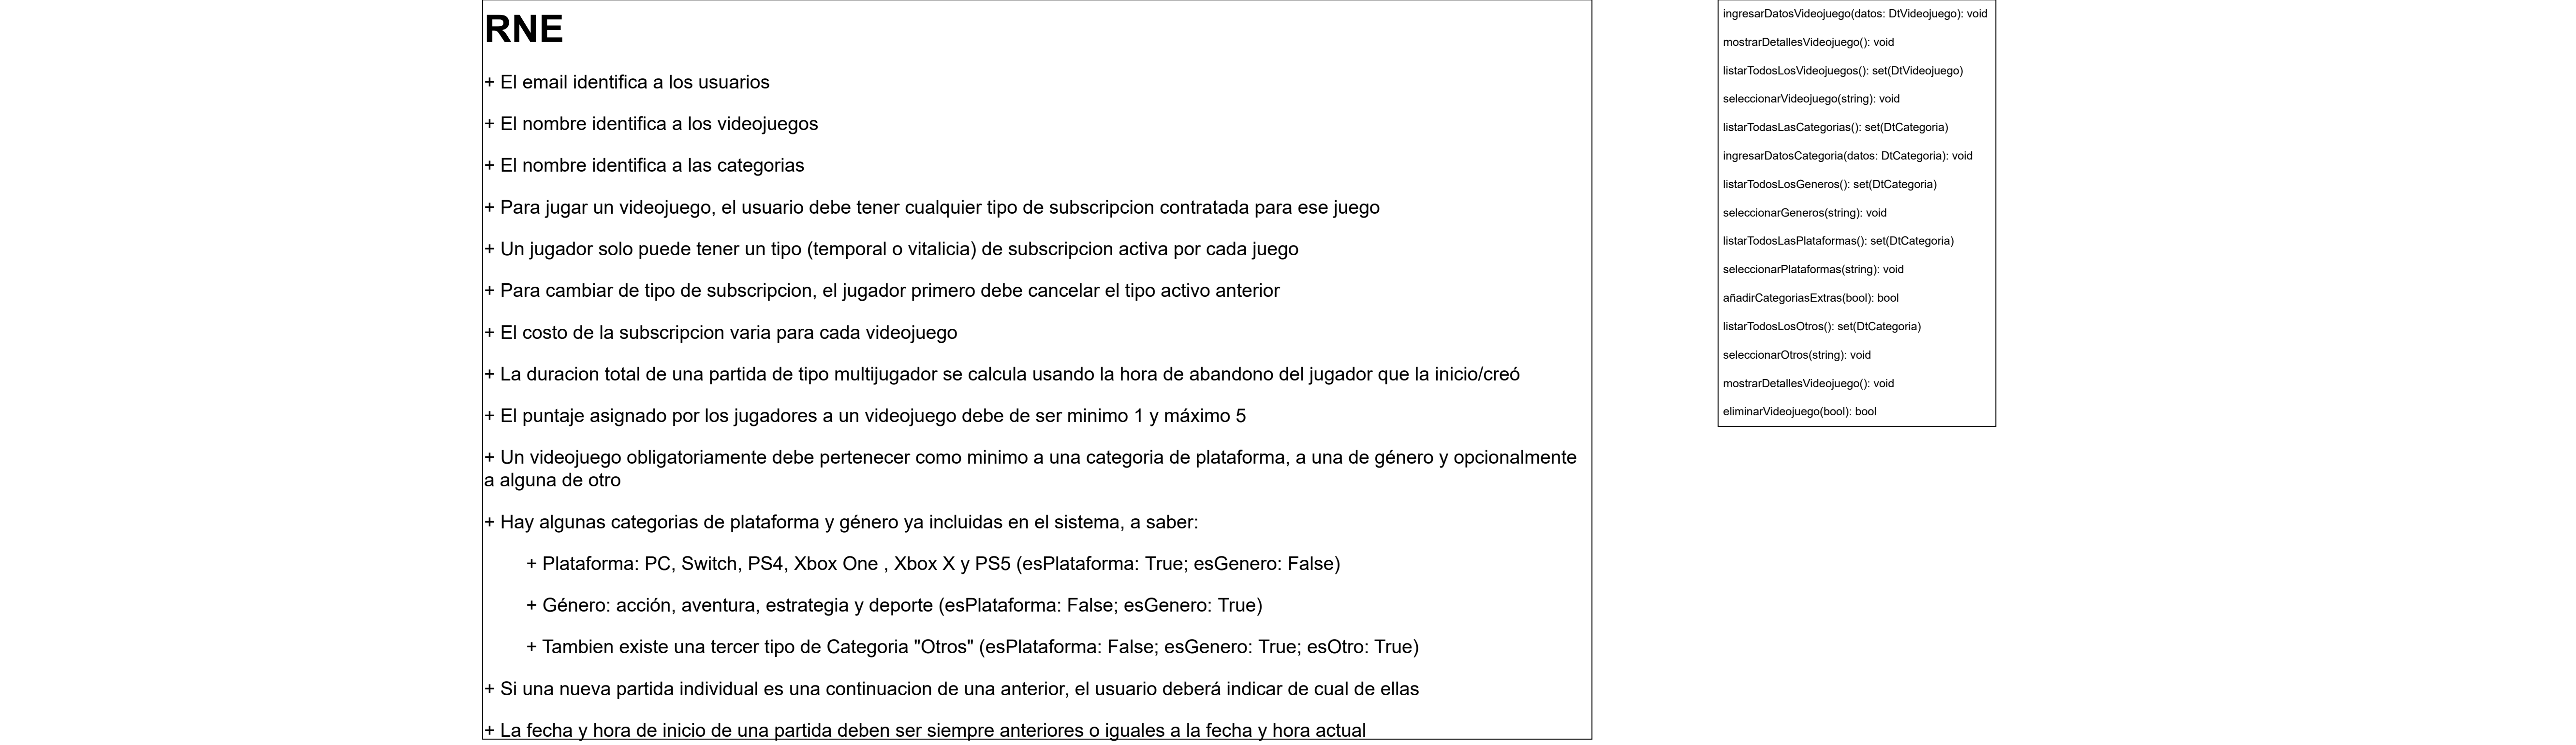 RNE
+ El email identifica a los usuarios
+ El nombre identifica a los videojuegos
+ El nombre identifica a las categorias
+ Para jugar un videojuego, el usuario debe tener cualquier tipo de subscripcion contratada para ese juego
+ Un jugador solo puede tener un tipo (temporal o vitalicia) de subscripcion activa por cada juego
+ Para cambiar de tipo de subscripcion, el jugador primero debe cancelar el tipo activo anterior
+ El costo de la subscripcion varia para cada videojuego
+ La duracion total de una partida de tipo multijugador se calcula usando la hora de abandono del jugador que la inicio/creó
+ El puntaje asignado por los jugadores a un videojuego debe de ser minimo 1 y máximo 5
+ Un videojuego obligatoriamente debe pertenecer como minimo a una categoria de plataforma, a una de género y opcionalmente
a alguna de otro
+ Hay algunas categorias de plataforma y género ya incluidas en el sistema, a saber:
+ Plataforma: PC, Switch, PS4, Xbox One , Xbox X y PS5 (esPlataforma: True; esGenero: False)
+ Género: acción, aventura, estrategia y deporte (esPlataforma: False; esGenero: True)
+ Tambien existe una tercer tipo de Categoria "Otros" (esPlataforma: False; esGenero: True; esOtro: True)
+ Si una nueva partida individual es una continuacion de una anterior, el usuario deberá indicar de cual de ellas
+ La fecha y hora de inicio de una partida deben ser siempre anteriores o iguales a la fecha y hora actual
ingresarDatosVideojuego(datos: DtVideojuego): void
mostrarDetallesVideojuego(): void
listarTodosLosVideojuegos(): set(DtVideojuego)
seleccionarVideojuego(string): void
listarTodasLasCategorias(): set(DtCategoria)
ingresarDatosCategoria(datos: DtCategoria): void
listarTodosLosGeneros(): set(DtCategoria)
seleccionarGeneros(string): void
listarTodosLasPlataformas(): set(DtCategoria)
seleccionarPlataformas(string): void
añadirCategoriasExtras(bool): bool
listarTodosLosOtros(): set(DtCategoria)
seleccionarOtros(string): void
mostrarDetallesVideojuego(): void
eliminarVideojuego(bool): bool